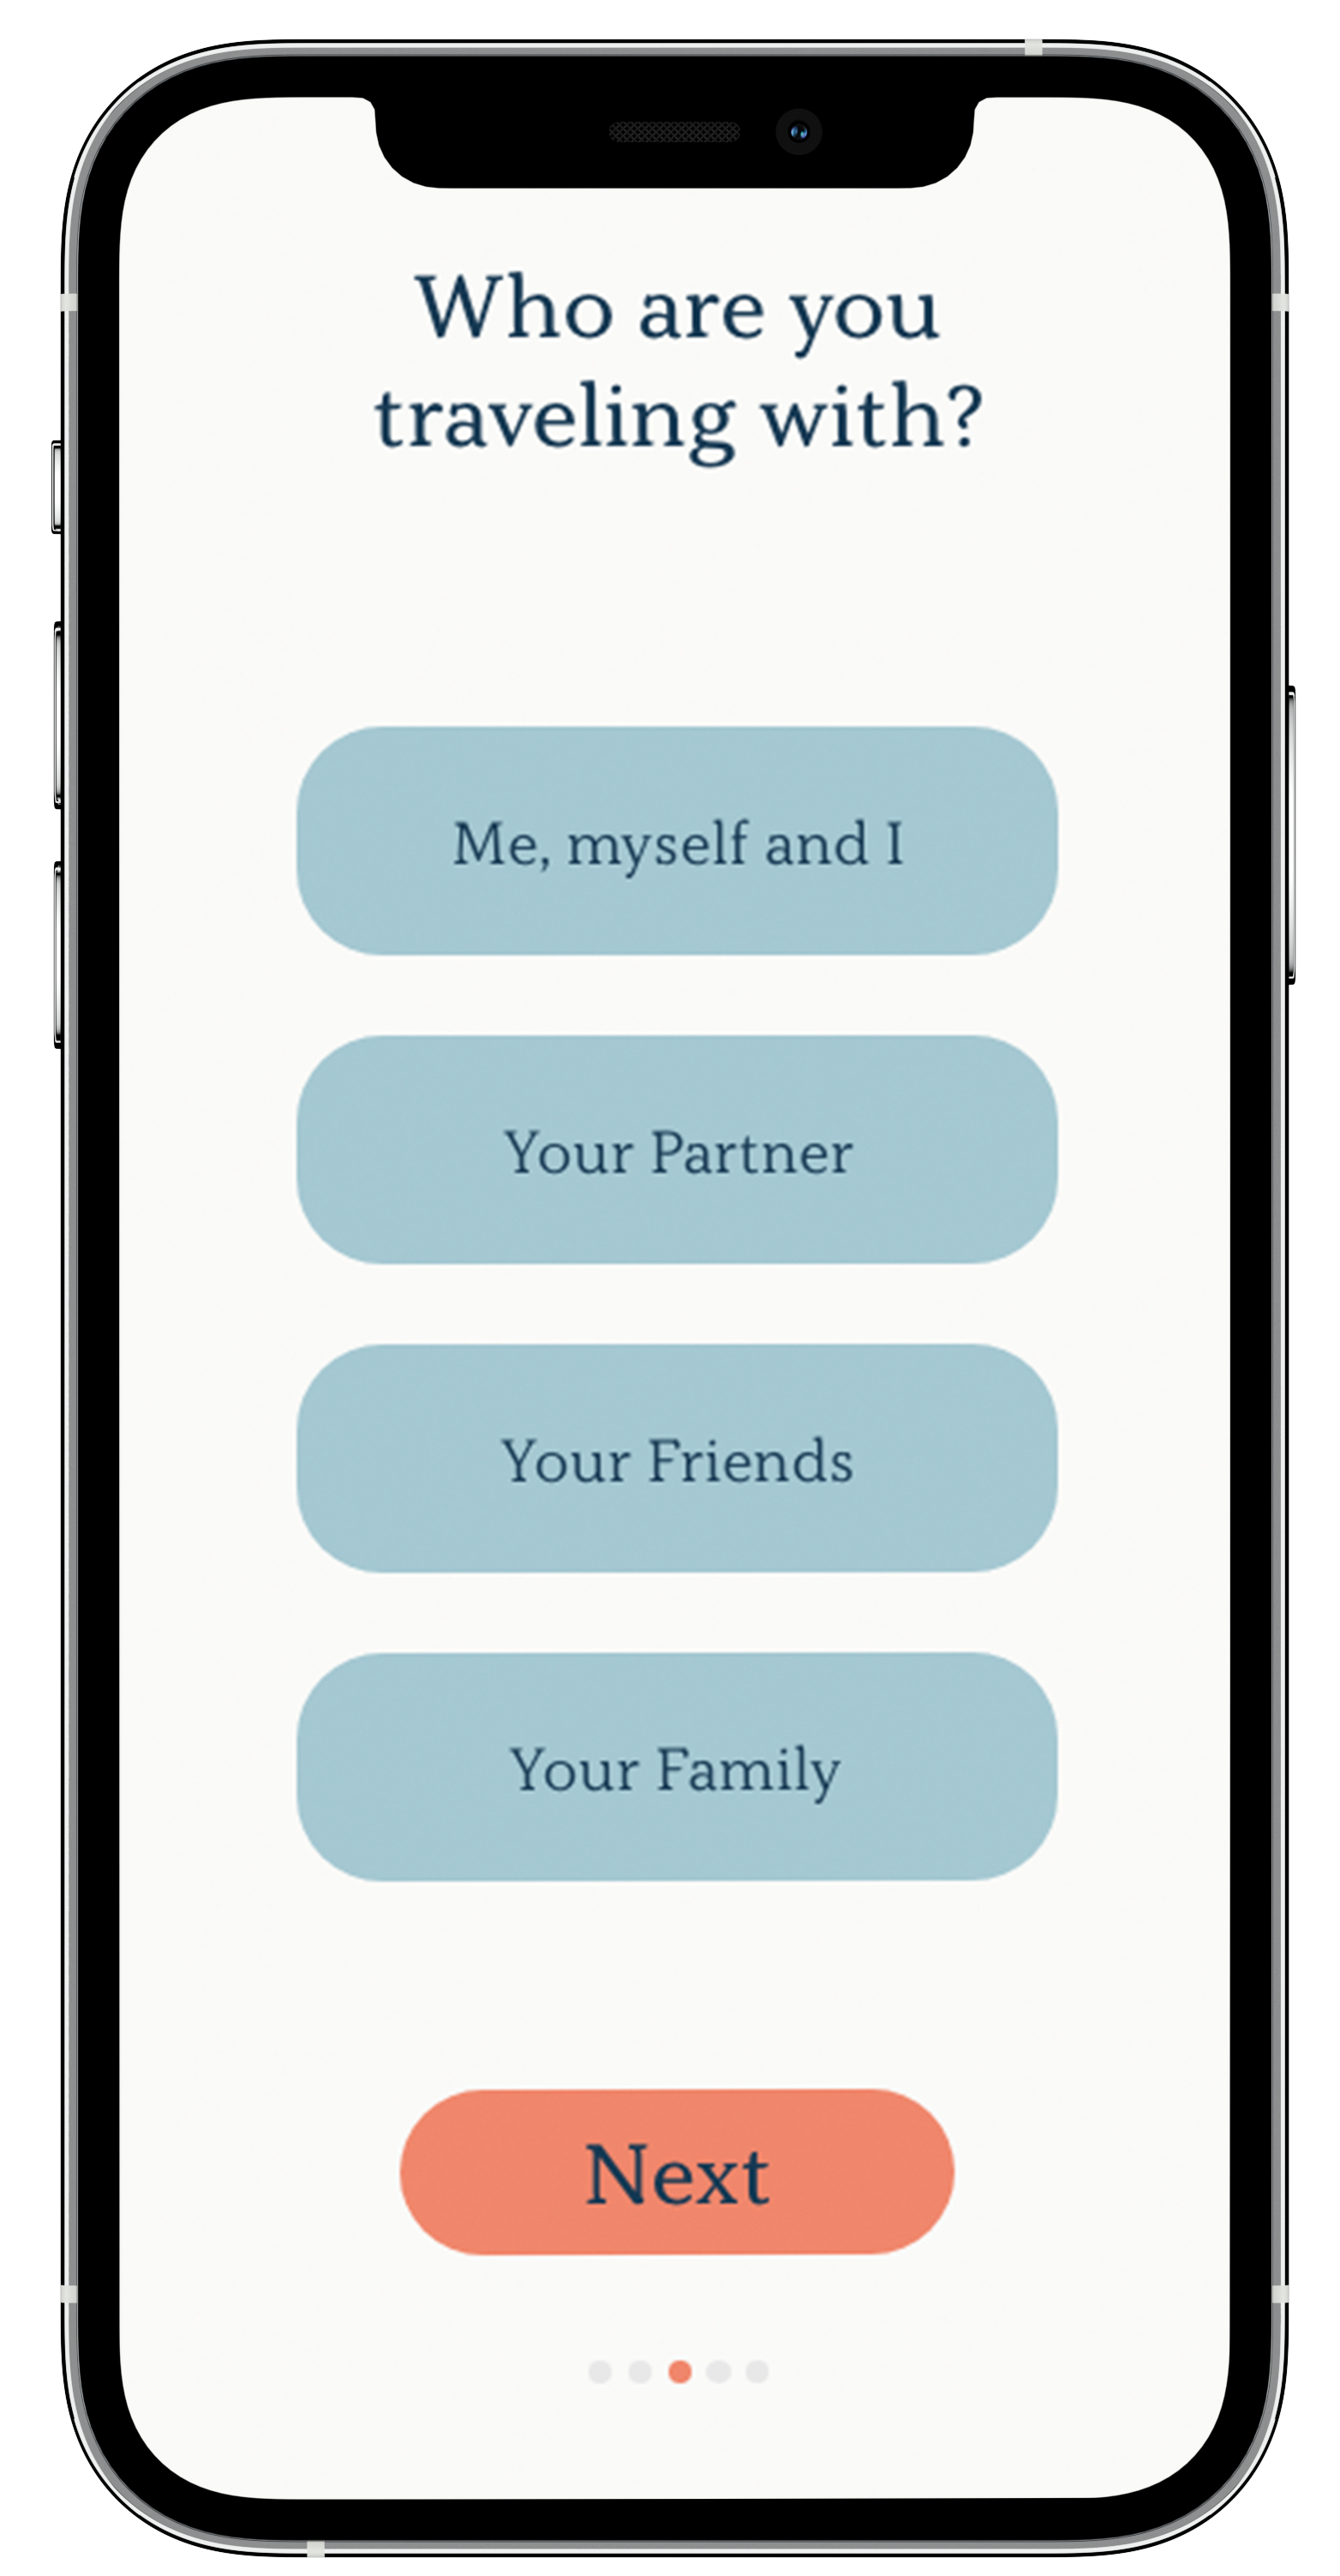 Who are you
traveling with?
Me, myself and I
Your Partner
Your Friends
Your Family
Next